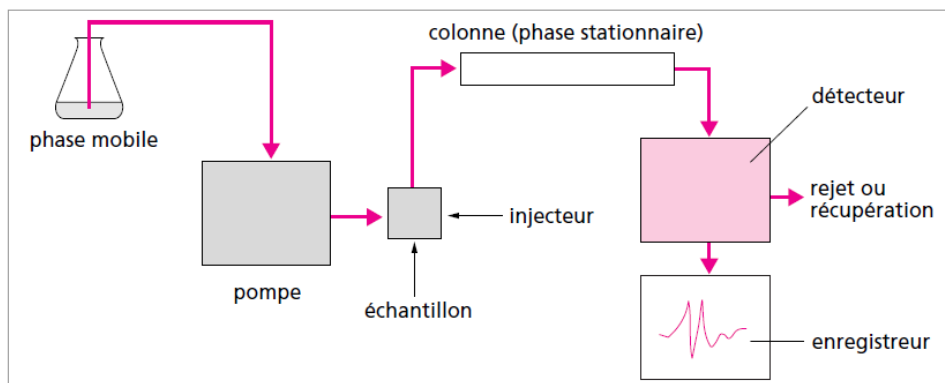 colonne (phase stationnaire)
détecteur
phase mobile
rejet ou
récupération
injecteur
pompe
échantillon
enregistreur